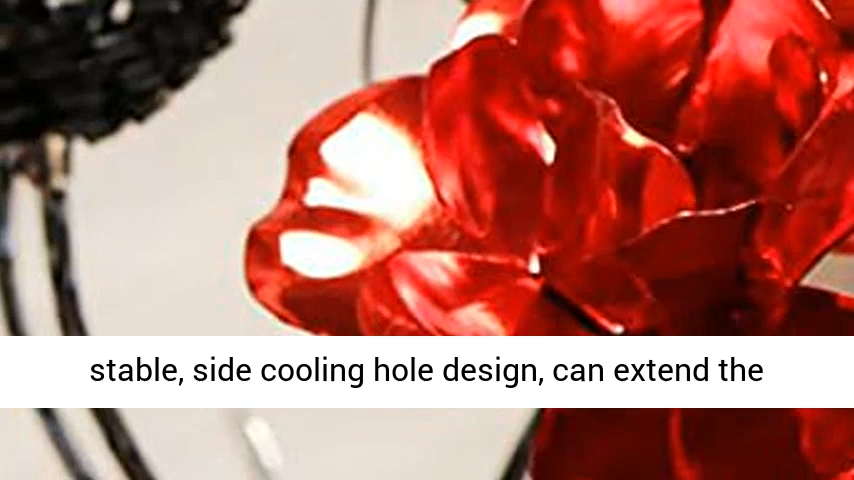 stable, side cooling hole design, can extend the